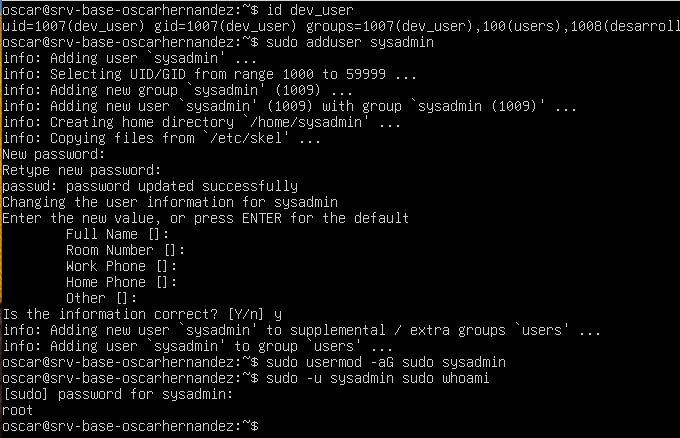 oscar@srv-base-oscarhernandez:~$ id dev_user
uid=1007(dev_user) gid=1007(dev_user) groups=1007(dev_user),100(users),1008(desarroll
oscar@srv-base-oscarhernandez:~$ sudo adduser sysadmin
info: Adding user `sysadmin' ...
info: Selecting UID/GID from range 1000 to 59999 ...
info: Adding new group `sysadmin' (1009) ...
info: Adding new user `sysadmin' (1009) with group `sysadmin (1009)' ...
info: Creating home directory `/home/sysadmin' ...
info: Copying files from `/etc/skel' ...
New password:
Retype new password:
passwd: password updated successfully
Changing the user information for sysadmin
Enter the new value, or press ENTER for the default
        Full Name []:
        Room Number []:
        Work Phone []:
        Home Phone []:
        Other []:
Is the information correct? [Y/n] y
info: Adding new user `sysadmin' to supplemental / extra groups `users' ...
info: Adding user `sysadmin' to group `users' ...
oscar@srv-base-oscarhernandez:~$ sudo usermod -aG sudo sysadmin
oscar@srv-base-oscarhernandez:~$ sudo -u sysadmin sudo whoami
[sudo] password for sysadmin:
root
oscar@srv-base-oscarhernandez:~$